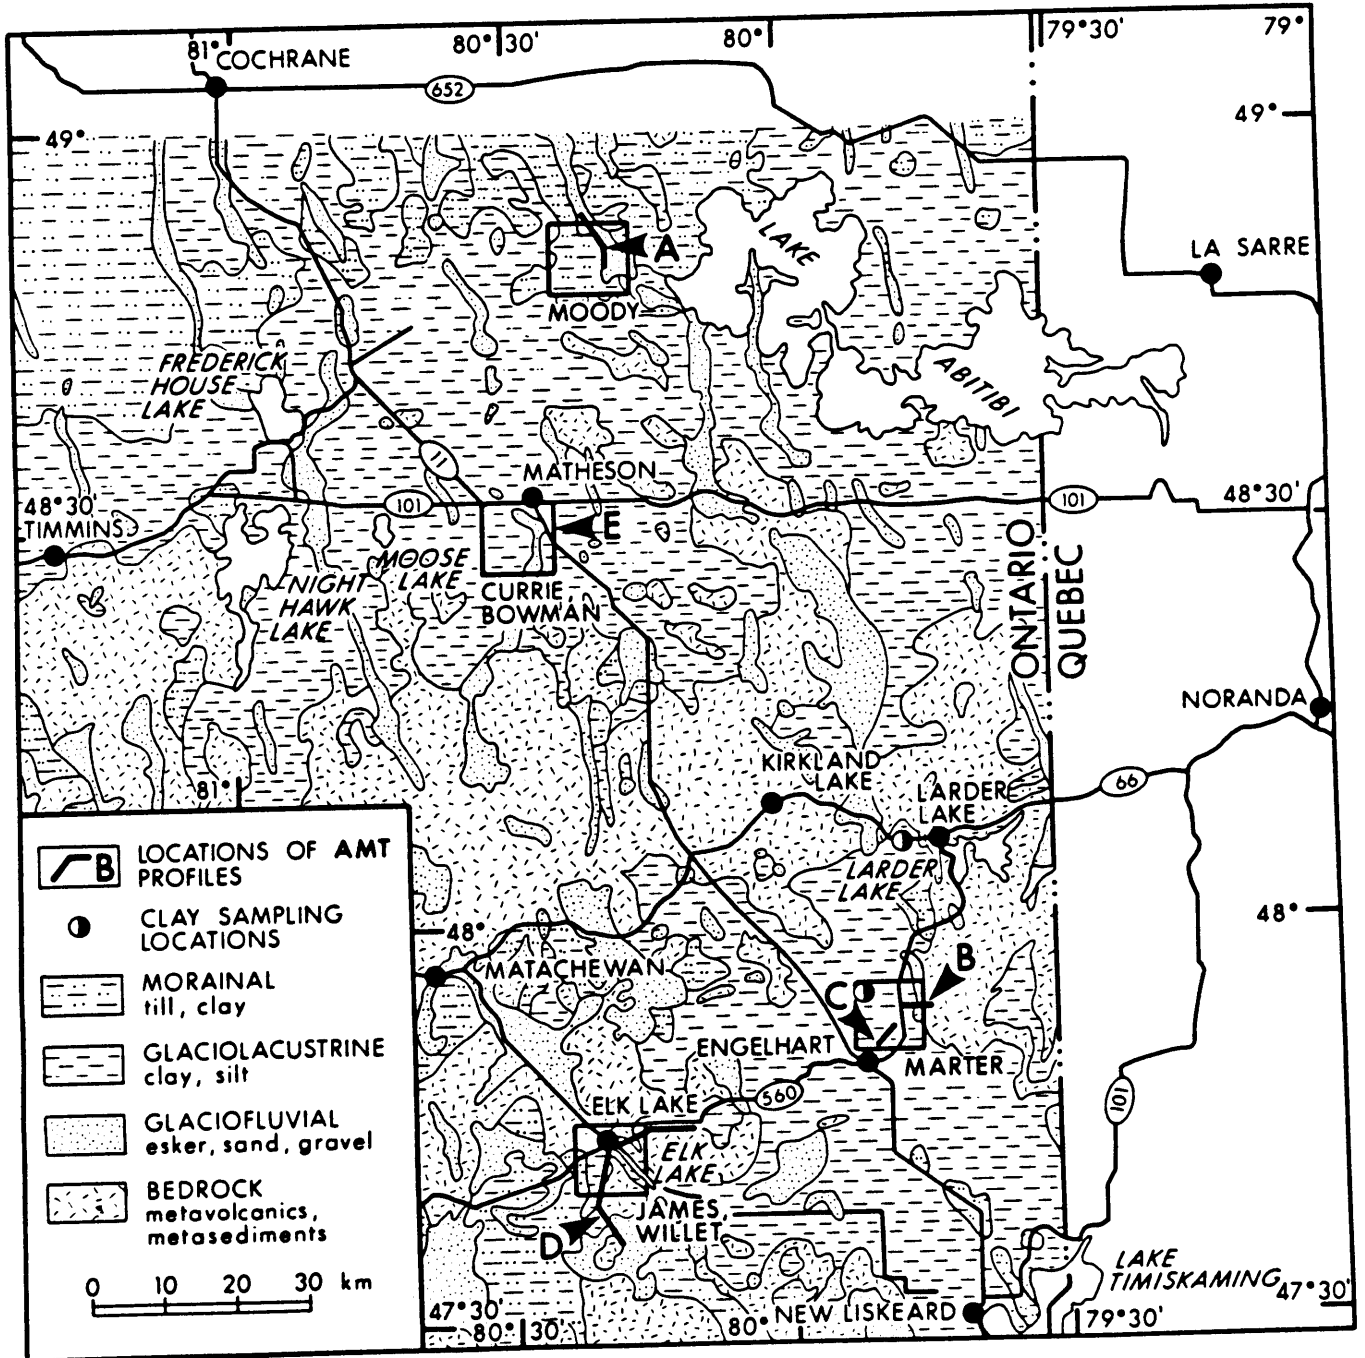 81°
COCHRANE
80°30'
80°
79°30'
79°
652
49°
49°
LAKE
A
LA SARRE
MOODY
FREDERICK
HOUSE
LAKE
ABITIBI
11
MATHESON
48°30'
TIMMINS
101
101
48°30'
E
MOOSE
LAKE
NIGHT
HAWK
LAKE
CURRIE,
BOWMAN
ONTARIO
QUEBEC
NORANDA
81°
KIRKLAND
LAKE
LARDER
LAKE
66
LARDER
LAKE
48°
48°
MATACHEWAN
B
C
ENGELHART
MARTER
ELK LAKE
560
101
ELK
LAKE
JAMES,
WILLET
D
LAKE
TIMISKAMING
NEW LISKEARD
47°30'
47°30'
80°30'
80°
79°30'
B
LOCATIONS OF AMT
PROFILES
CLAY SAMPLING
LOCATIONS
MORAINAL
till, clay
GLACIOLACUSTRINE
clay, silt
GLACIOFLUVIAL
esker, sand, gravel
BEDROCK
metavolcanics,
metasediments
0 10 20 30 km